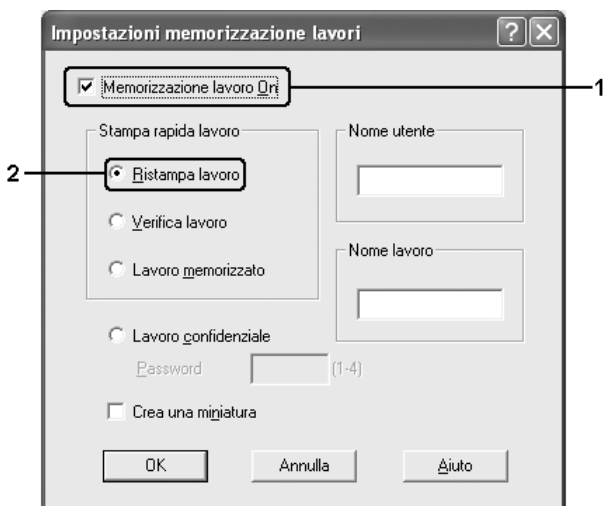 Impostazioni memorizzazione lavori
Memorizzazione lavoro On
1
Stampa rapida lavoro
Nome utente
2
Ristampa lavoro
Verifica lavoro
Nome lavoro
Lavoro memorizzato
Lavoro confidenziale
Password (1-4)
Crea una miniatura
OK Annulla Aiuto